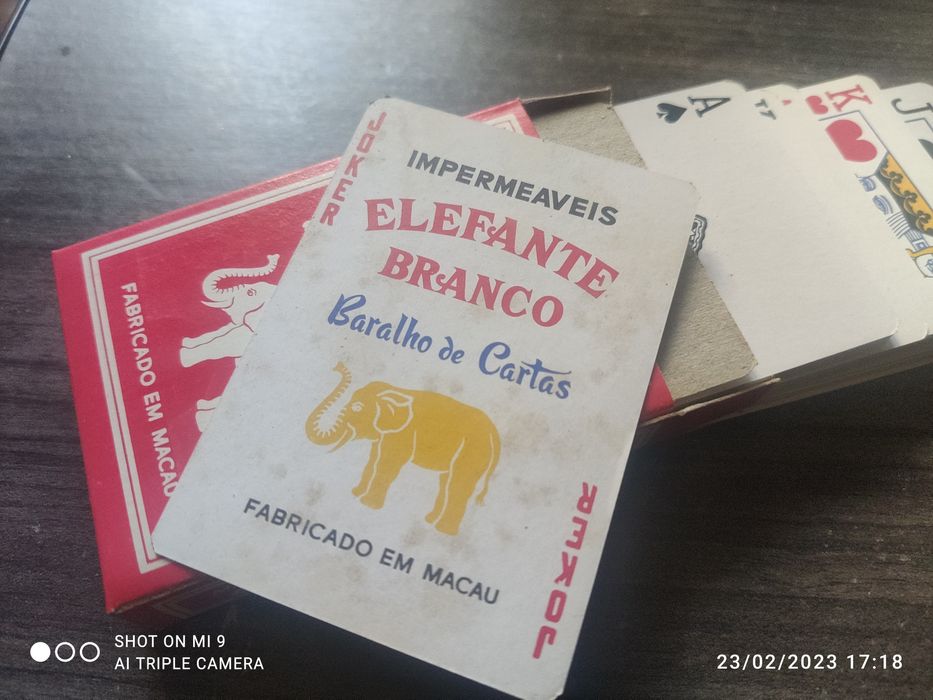 JOKER
IMPERMEAVEIS
ELEFANTE
BRANCO
Baralho de Cartas
FABRICADO EM MACAU
JOKER
FABRICADO EM MACAU
A
K
J
SHOT ON MI 9
AI TRIPLE CAMERA
23/02/2023 17:18